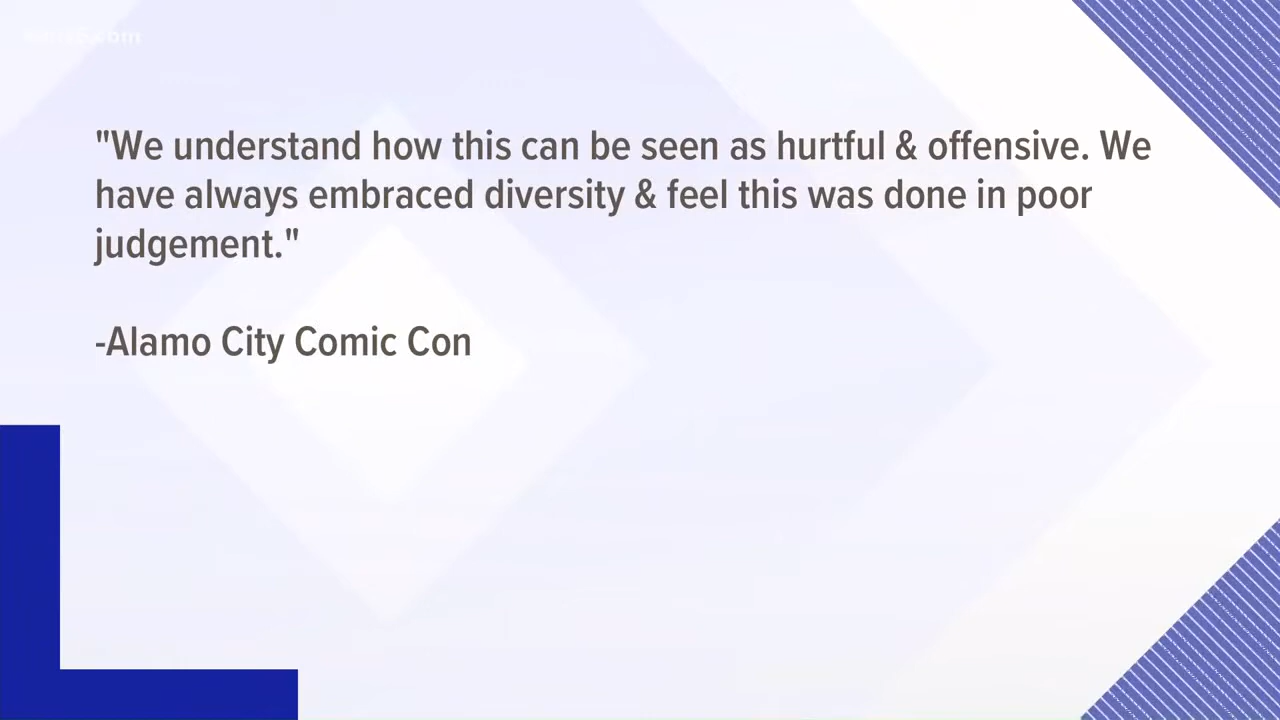 "We understand how this can be seen as hurtful & offensive. We
have always embraced diversity & feel this was done in poor
judgement."
-Alamo City Comic Con